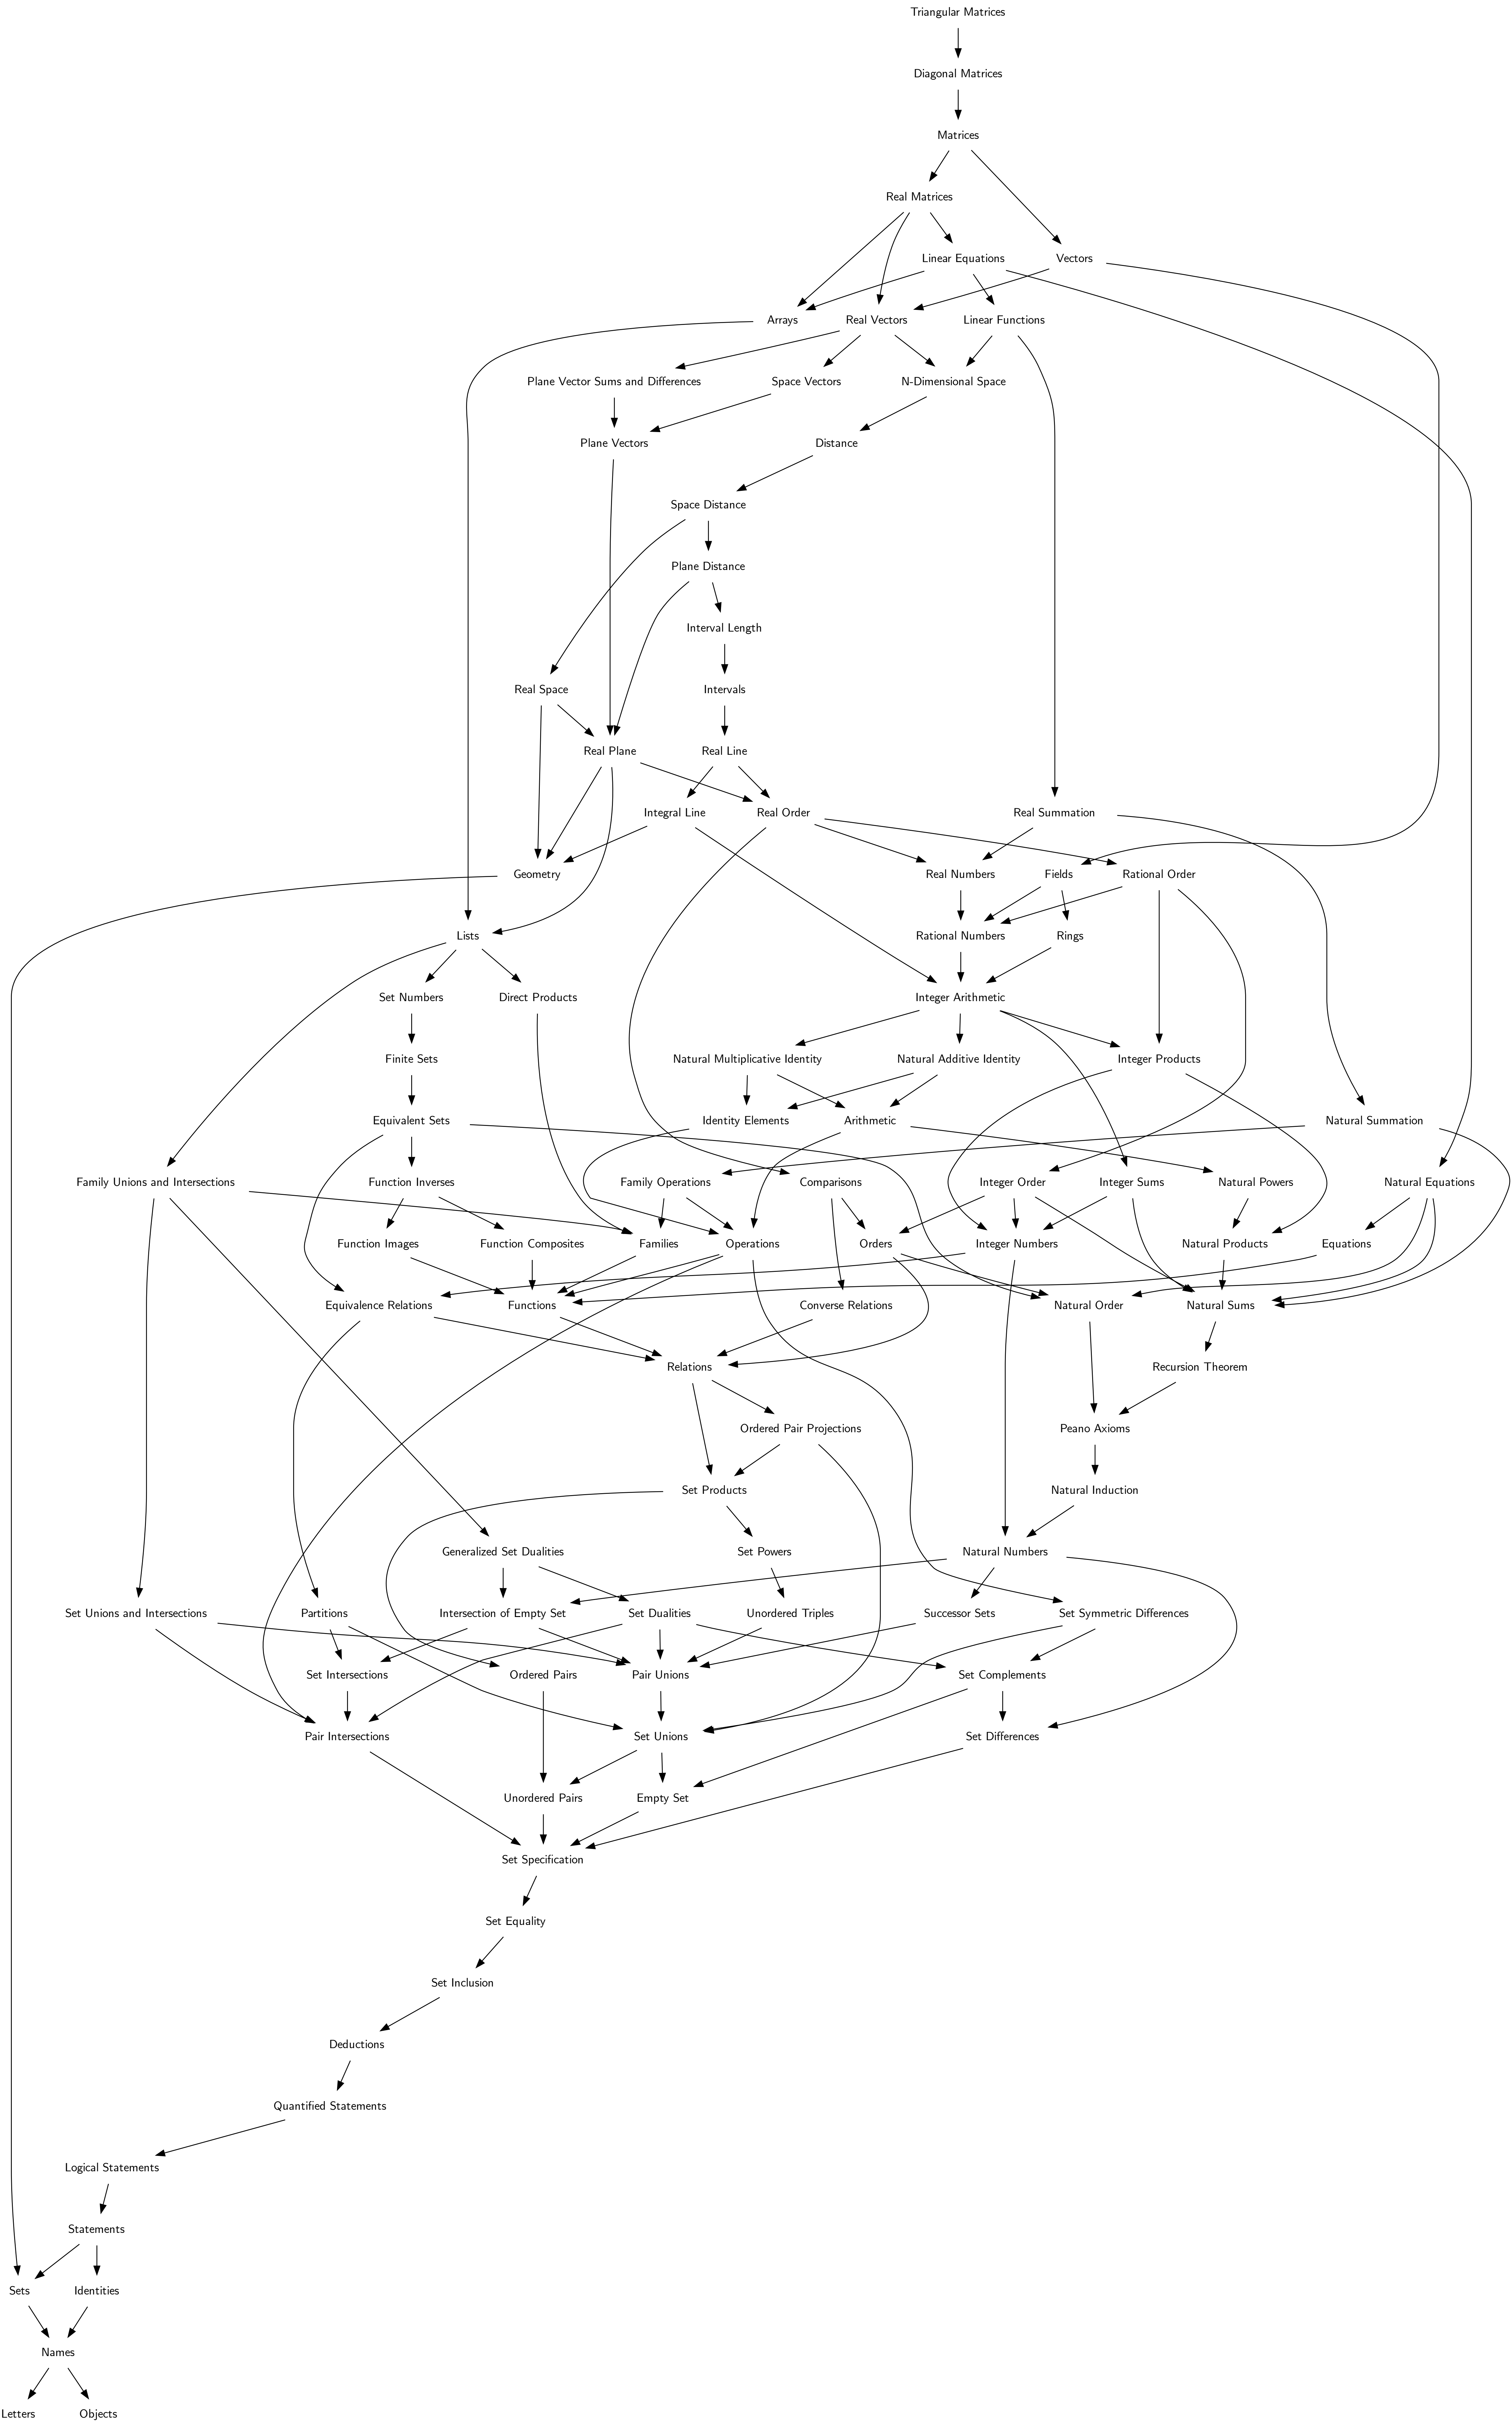 Triangular Matrices
Diagonal Matrices
Matrices
Real Matrices
Linear Equations
Vectors
Arrays
Real Vectors
Linear Functions
Plane Vector Sums and Differences
Space Vectors
N-Dimensional Space
Plane Vectors
Distance
Space Distance
Plane Distance
Interval Length
Real Space
Intervals
Real Plane
Real Line
Integral Line
Real Order
Real Summation
Geometry
Real Numbers
Fields
Rational Order
Lists
Rational Numbers
Rings
Set Numbers
Direct Products
Integer Arithmetic
Finite Sets
Natural Multiplicative Identity
Natural Additive Identity
Integer Products
Equivalent Sets
Identity Elements
Arithmetic
Natural Summation
Family Unions and Intersections
Function Inverses
Family Operations
Comparisons
Integer Order
Integer Sums
Natural Powers
Natural Equations
Function Images
Function Composites
Families
Operations
Orders
Integer Numbers
Natural Products
Equations
Equivalence Relations
Functions
Converse Relations
Natural Order
Natural Sums
Relations
Recursion Theorem
Ordered Pair Projections
Peano Axioms
Set Products
Natural Induction
Generalized Set Dualities
Set Powers
Natural Numbers
Set Unions and Intersections
Partitions
Intersection of Empty Set
Set Dualities
Unordered Triples
Successor Sets
Set Symmetric Differences
Set Intersections
Ordered Pairs
Pair Unions
Set Complements
Pair Intersections
Set Unions
Set Differences
Unordered Pairs
Empty Set
Set Specification
Set Equality
Set Inclusion
Deductions
Quantified Statements
Logical Statements
Statements
Sets
Identities
Names
Letters
Objects